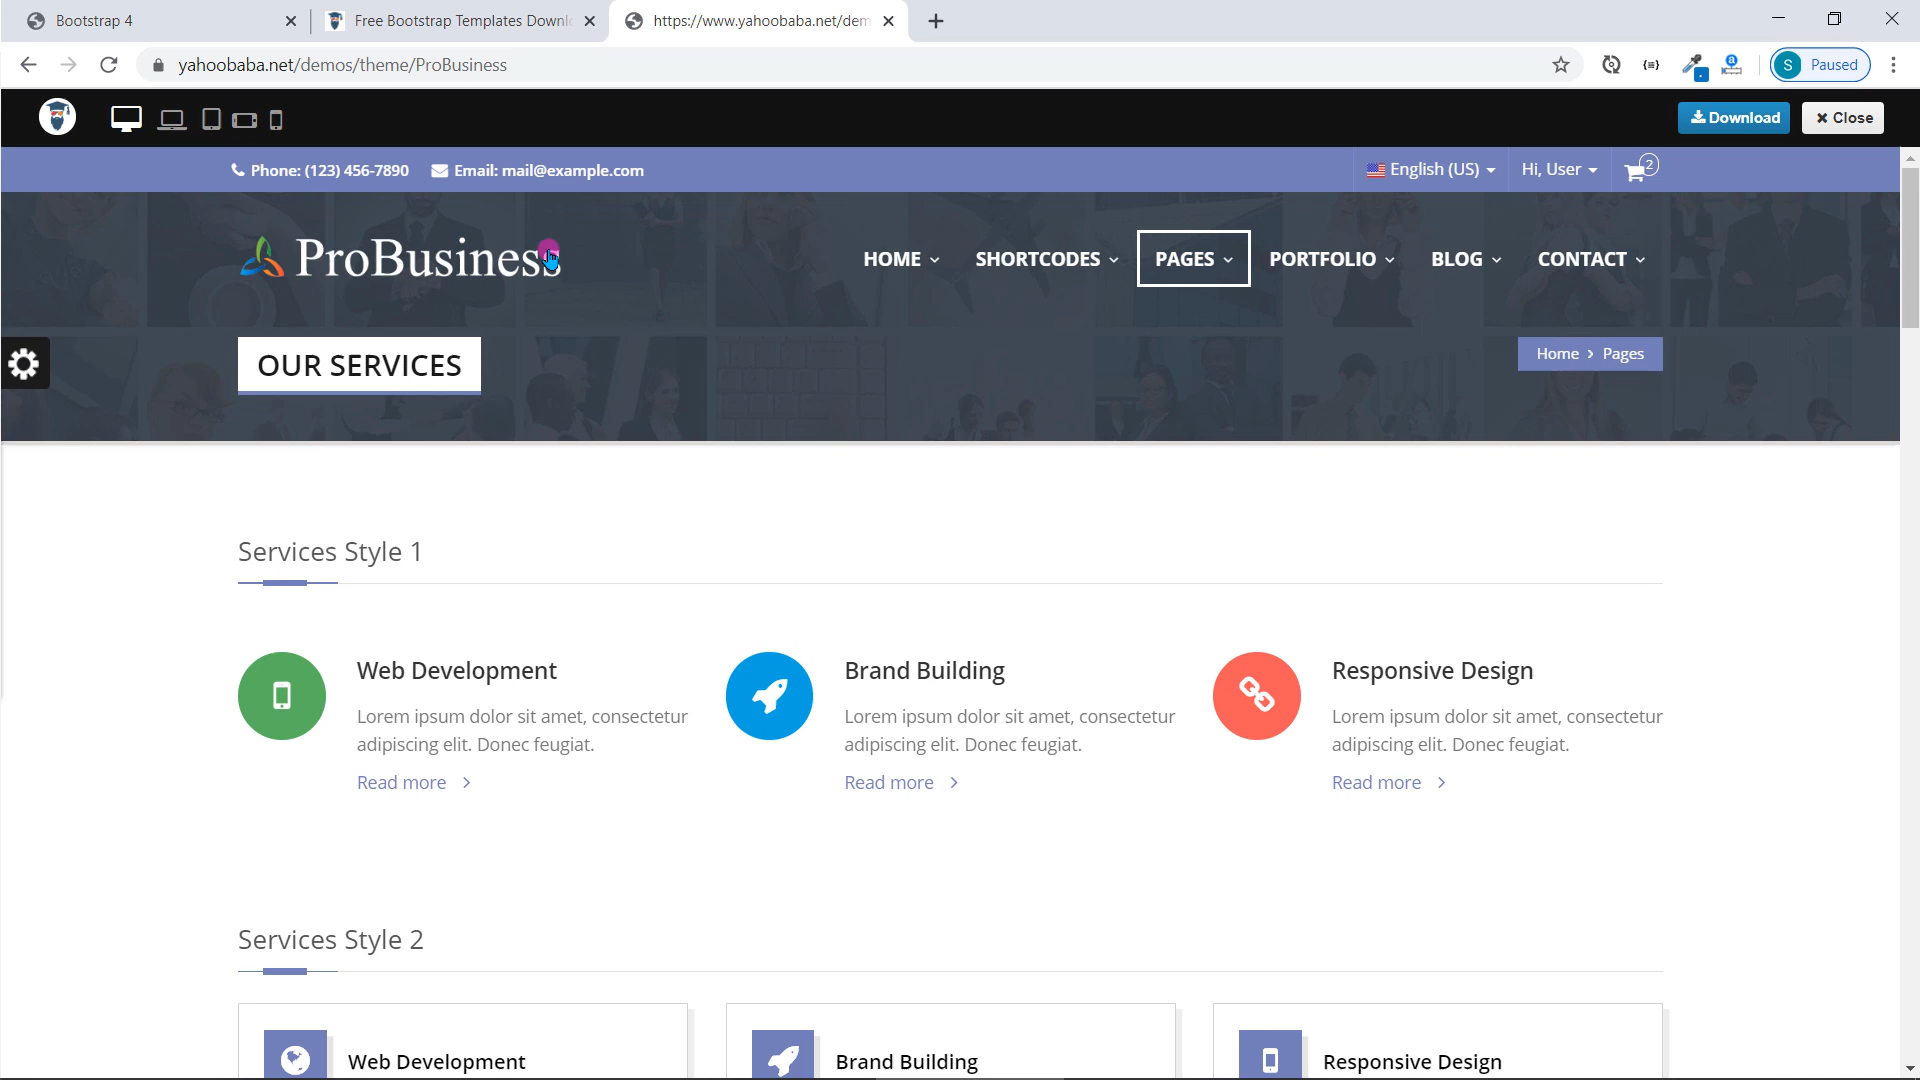 Bootstrap 4
Free Bootstrap Templates Downl
https://www.yahoobaba.net/dem
yahoobaba.net/demos/theme/ProBusiness
S Paused
Download
Close
Phone: (123) 456-7890 Email: mail@example.com
English (US) Hi, User 2
ProBusiness
HOME SHORTCODES PAGES PORTFOLIO BLOG CONTACT
OUR SERVICES
Home › Pages
Services Style 1
Web Development
Lorem ipsum dolor sit amet, consectetur
adipiscing elit. Donec feugiat.
Read more
Brand Building
Lorem ipsum dolor sit amet, consectetur
adipiscing elit. Donec feugiat.
Read more
Responsive Design
Lorem ipsum dolor sit amet, consectetur
adipiscing elit. Donec feugiat.
Read more
Services Style 2
Web Development
Brand Building
Responsive Design